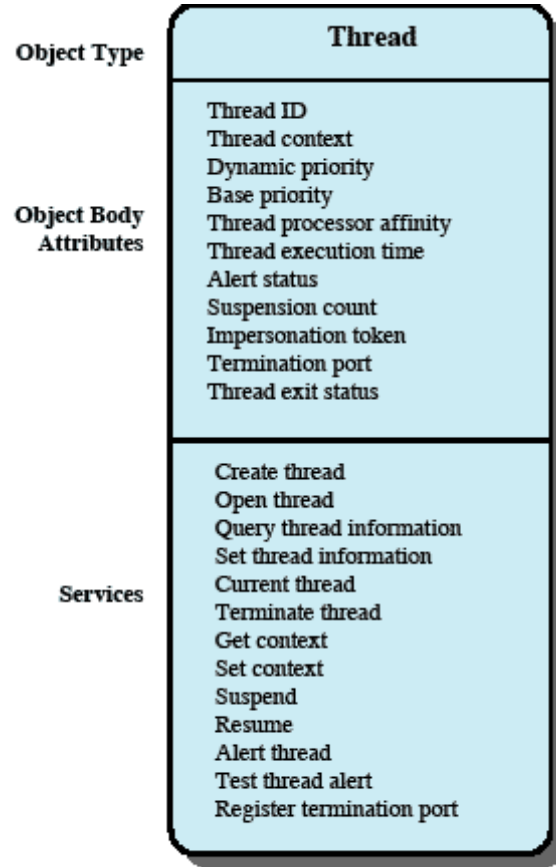 Object Type
Thread
Object Body
Attributes
Thread ID
Thread context
Dynamic priority
Base priority
Thread processor affinity
Thread execution time
Alert status
Suspension count
Impersonation token
Termination port
Thread exit status
Services
Create thread
Open thread
Query thread information
Set thread information
Current thread
Terminate thread
Get context
Set context
Suspend
Resume
Alert thread
Test thread alert
Register termination port